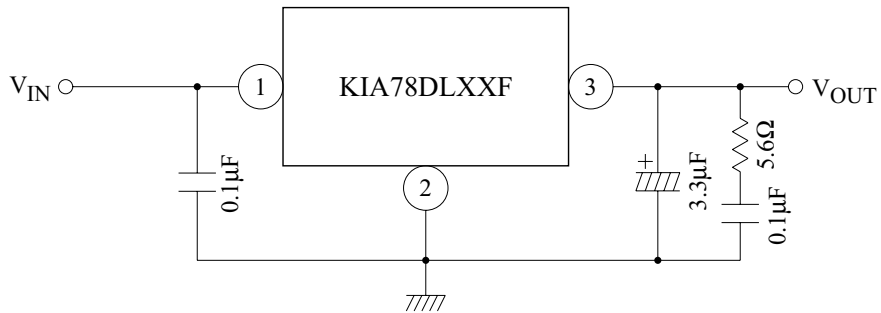 V_IN
1
KIA78DLXXF
3
V_OUT
0.1μF
2
+
3.3μF
5.6Ω
0.1μF